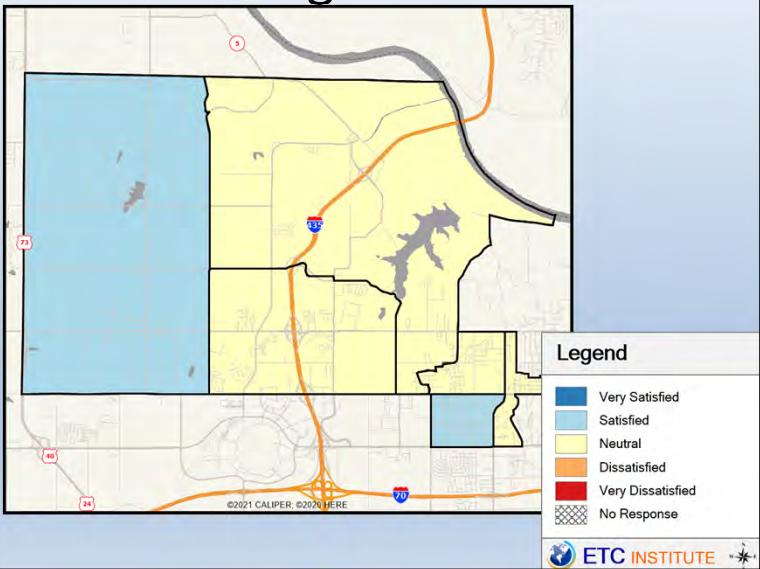 5
435
73
40
24
70
©2021 CALIPER; ©2020 HERE
Legend
Very Satisfied
Satisfied
Neutral
Dissatisfied
Very Dissatisfied
No Response
ETC INSTITUTE